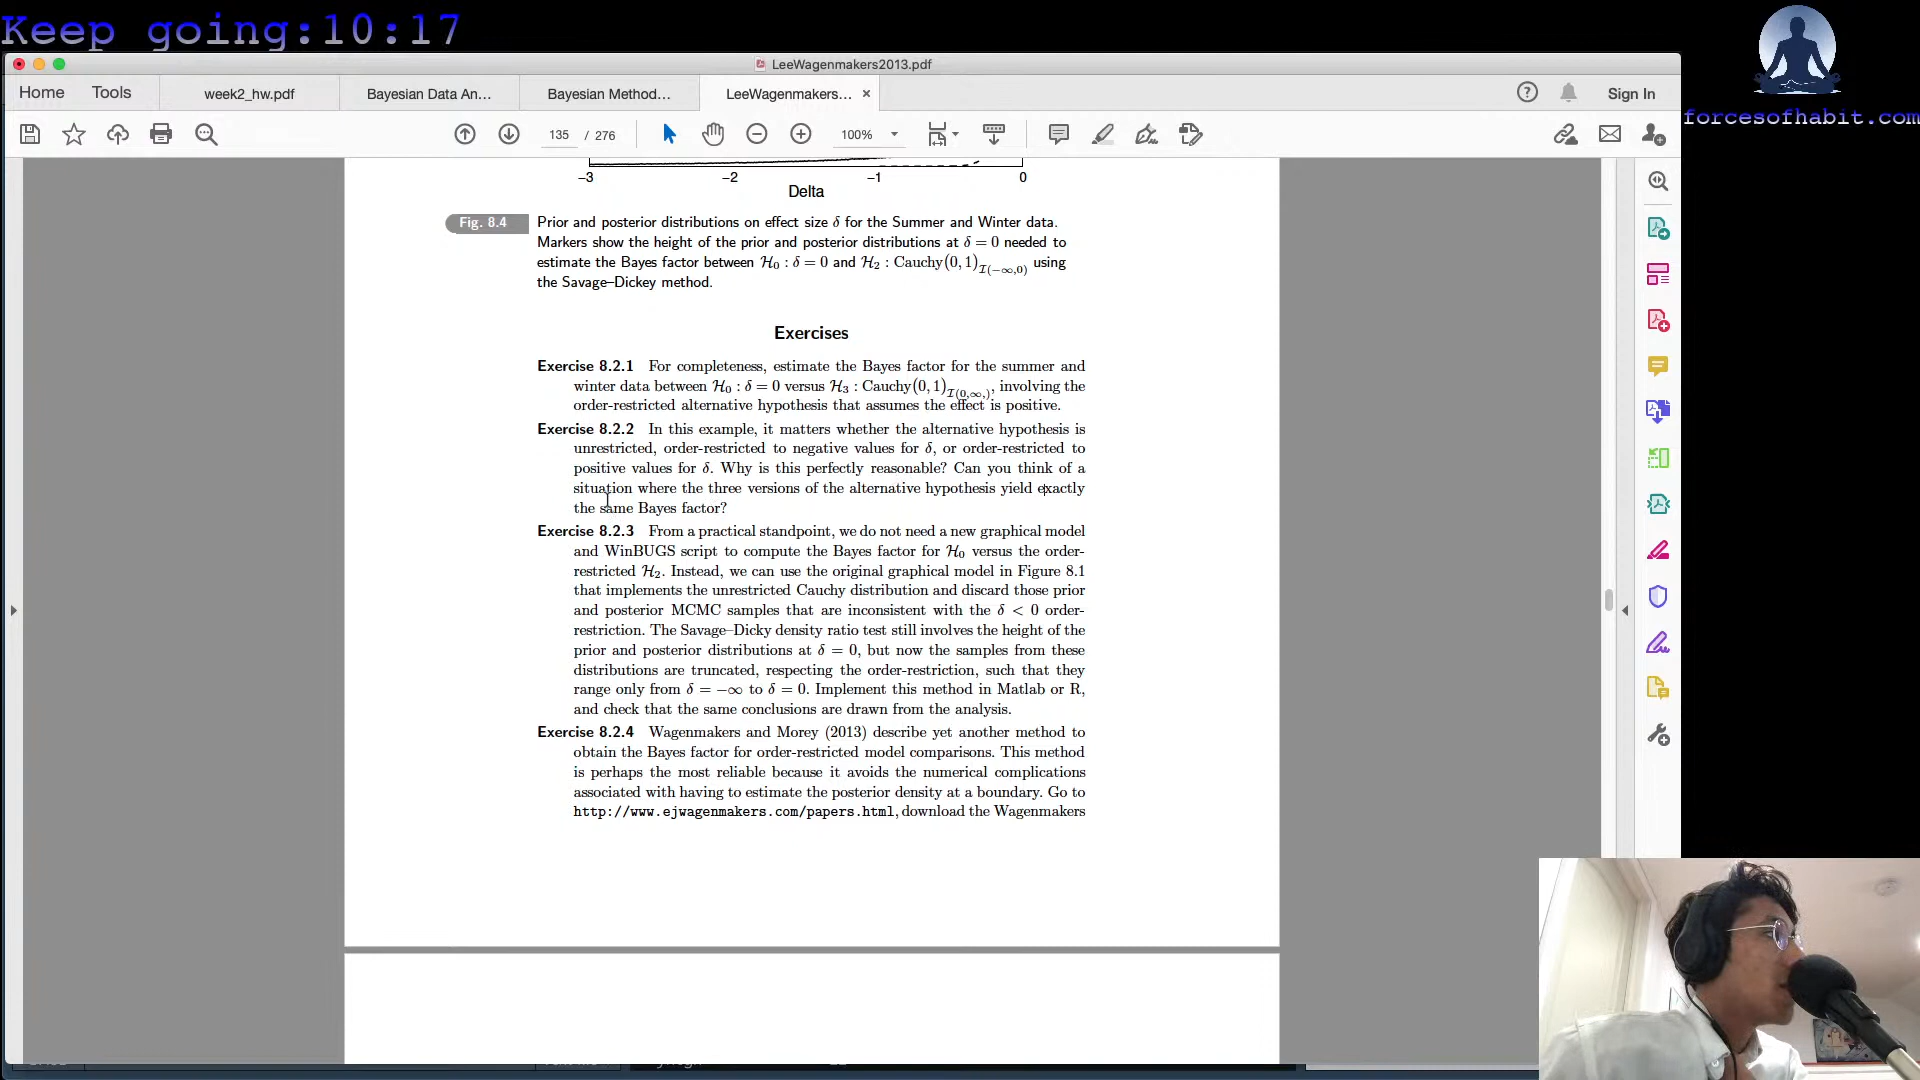 Keep going:10:17
LeeWagenmakers2013.pdf
Home Tools week2_hw.pdf Bayesian Data An... Bayesian Method... LeeWagenmakers... × Sign In
forcesofhabit.com
135 / 276 100%
−3 −2 −1 0
Delta
Fig. 8.4 Prior and posterior distributions on effect size δ for the Summer and Winter data.
Markers show the height of the prior and posterior distributions at δ = 0 needed to
estimate the Bayes factor between H₀ : δ = 0 and H₂ : Cauchy(0, 1)I(−∞,0) using
the Savage–Dickey method.
Exercises
Exercise 8.2.1 For completeness, estimate the Bayes factor for the summer and
winter data between H₀ : δ = 0 versus H₃ : Cauchy(0, 1)I(0,∞,), involving the
order-restricted alternative hypothesis that assumes the effect is positive.
Exercise 8.2.2 In this example, it matters whether the alternative hypothesis is
unrestricted, order-restricted to negative values for δ, or order-restricted to
positive values for δ. Why is this perfectly reasonable? Can you think of a
situation where the three versions of the alternative hypothesis yield exactly
the same Bayes factor?
Exercise 8.2.3 From a practical standpoint, we do not need a new graphical model
and WinBUGS script to compute the Bayes factor for H₀ versus the order-
restricted H₂. Instead, we can use the original graphical model in Figure 8.1
that implements the unrestricted Cauchy distribution and discard those prior
and posterior MCMC samples that are inconsistent with the δ < 0 order-
restriction. The Savage–Dicky density ratio test still involves the height of the
prior and posterior distributions at δ = 0, but now the samples from these
distributions are truncated, respecting the order-restriction, such that they
range only from δ = −∞ to δ = 0. Implement this method in Matlab or R,
and check that the same conclusions are drawn from the analysis.
Exercise 8.2.4 Wagenmakers and Morey (2013) describe yet another method to
obtain the Bayes factor for order-restricted model comparisons. This method
is perhaps the most reliable because it avoids the numerical complications
associated with having to estimate the posterior density at a boundary. Go to
http://www.ejwagenmakers.com/papers.html, download the Wagenmakers